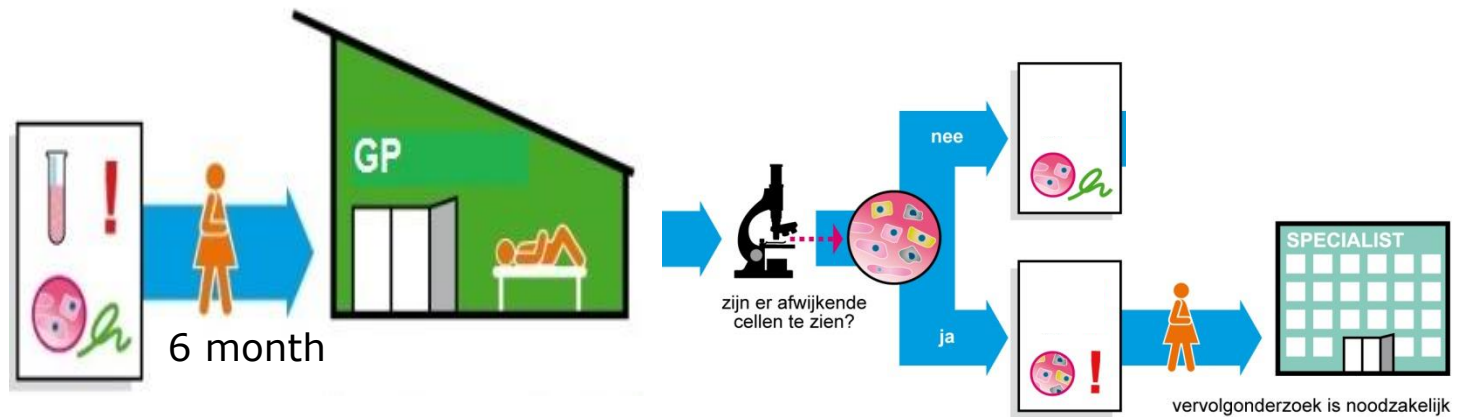 GP
6 month
zijn er afwijkende
cellen te zien?
nee
ja
SPECIALIST
vervolgonderzoek is noodzakelijk